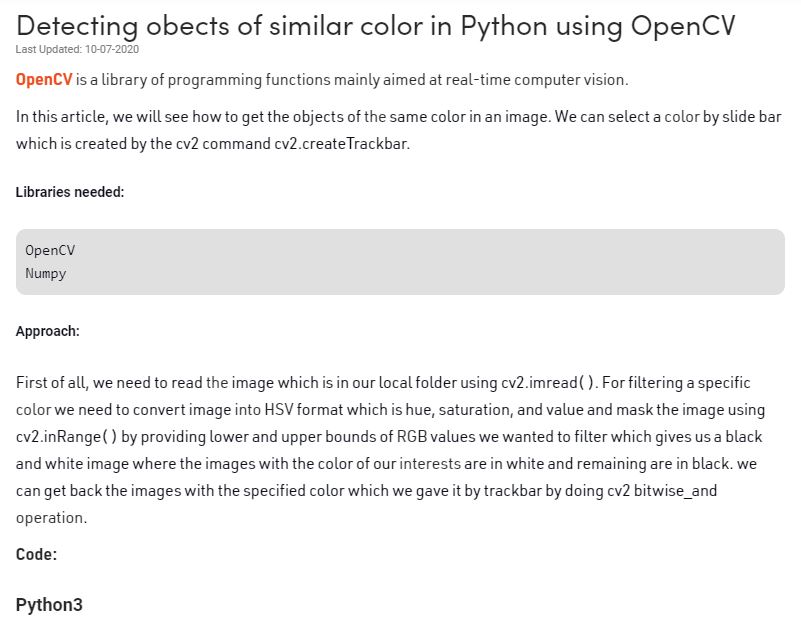 Detecting obects of similar color in Python using OpenCV
Last Updated: 10-07-2020
OpenCV is a library of programming functions mainly aimed at real-time computer vision.
In this article, we will see how to get the objects of the same color in an image. We can select a color by slide bar
which is created by the cv2 command cv2.createTrackbar.
Libraries needed:
OpenCV
Numpy
Approach:
First of all, we need to read the image which is in our local folder using cv2.imread( ). For filtering a specific
color we need to convert image into HSV format which is hue, saturation, and value and mask the image using
cv2.inRange( ) by providing lower and upper bounds of RGB values we wanted to filter which gives us a black
and white image where the images with the color of our interests are in white and remaining are in black. we
can get back the images with the specified color which we gave it by trackbar by doing cv2 bitwise_and
operation.
Code:
Python3